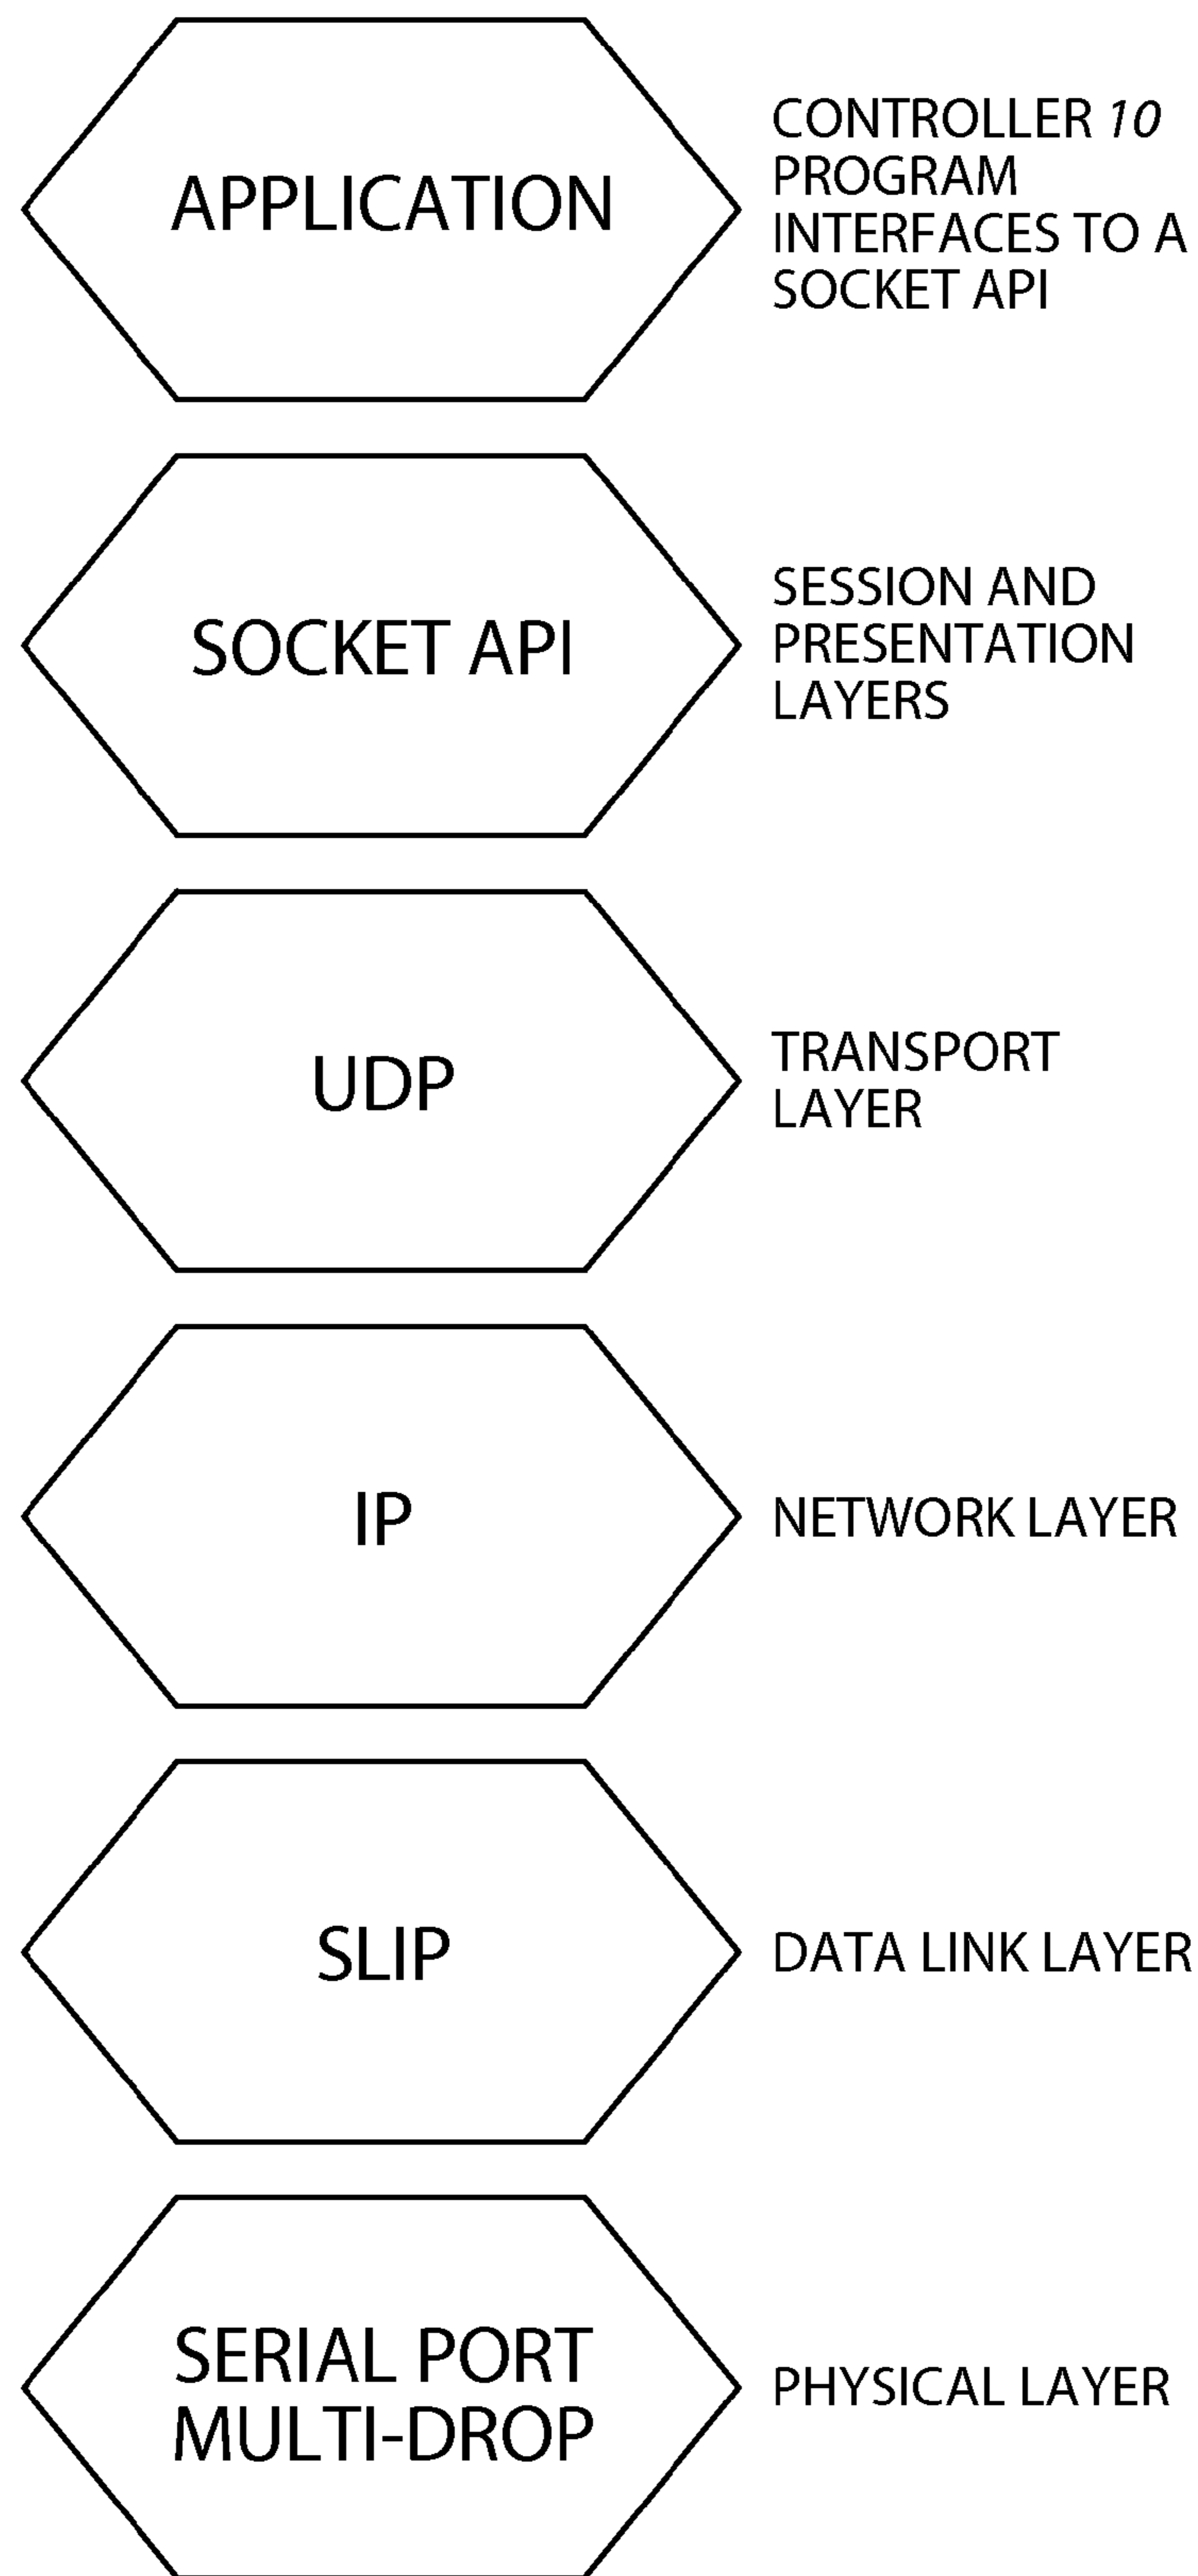 APPLICATION
CONTROLLER 10
PROGRAM
INTERFACES TO A
SOCKET API
SOCKET API
SESSION AND
PRESENTATION
LAYERS
UDP
TRANSPORT
LAYER
IP
NETWORK LAYER
SLIP
DATA LINK LAYER
SERIAL PORT
MULTI-DROP
PHYSICAL LAYER